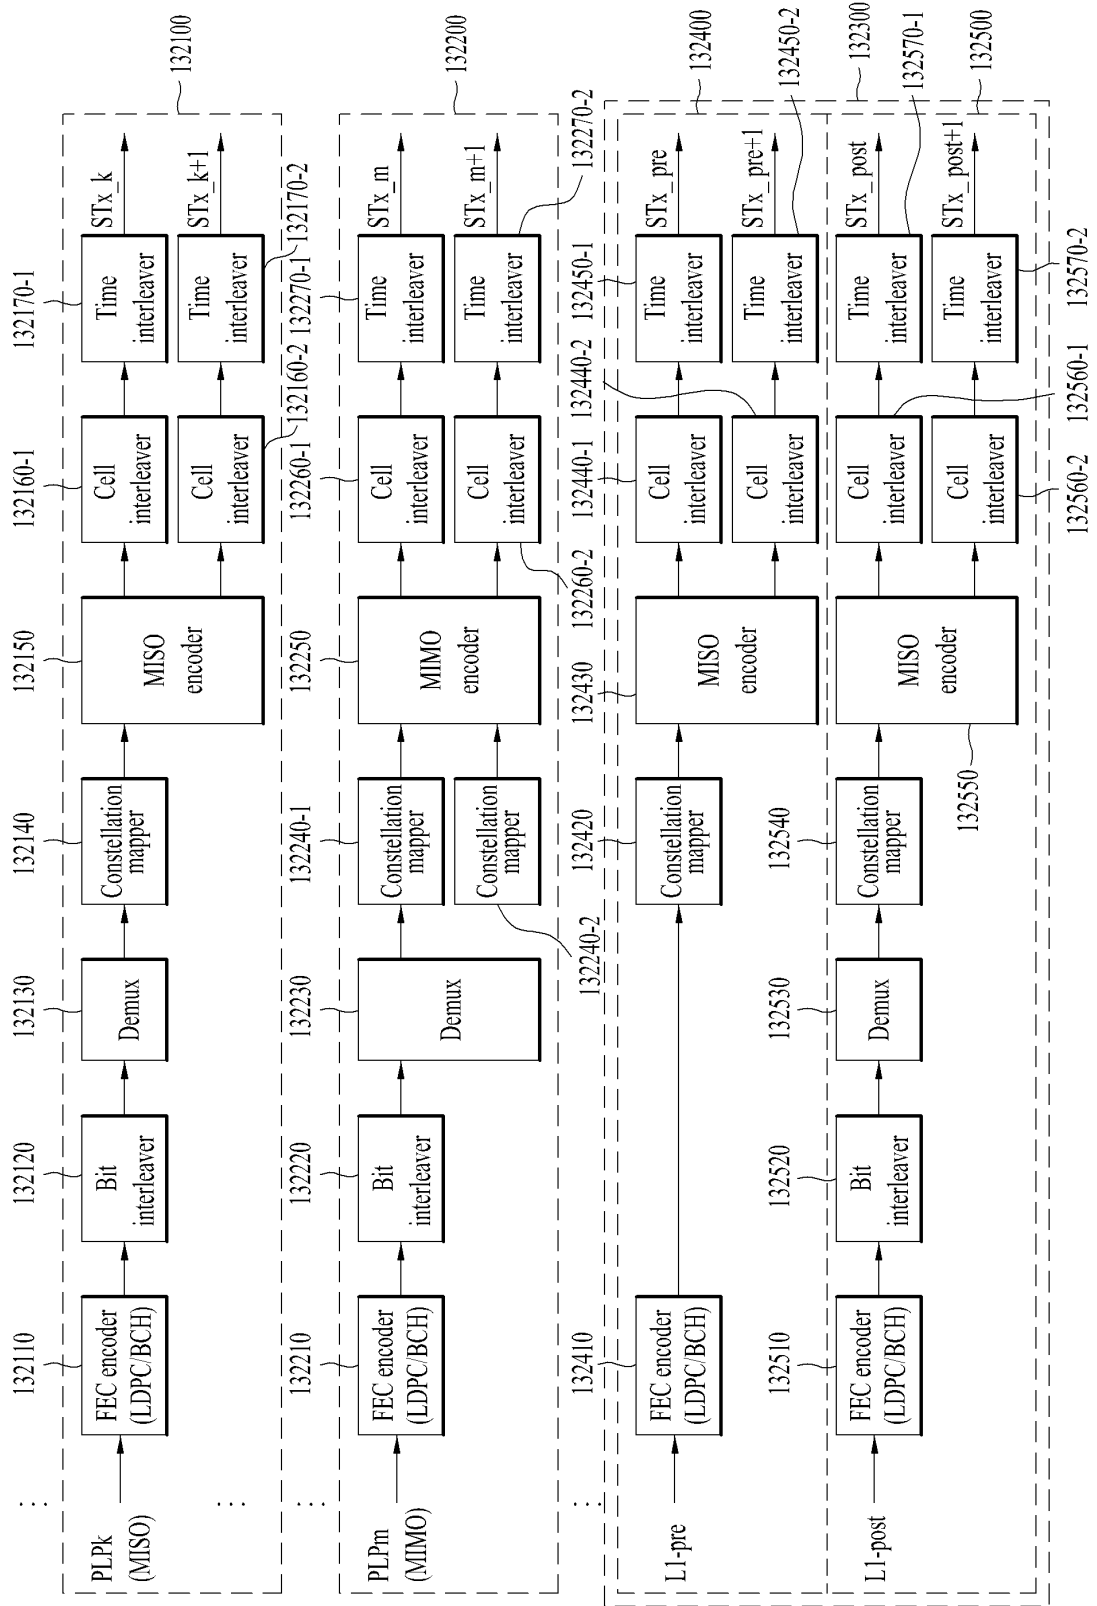 132110
132120
132130
132140
132150
132160-1
132170-1
132100
PLPk
(MISO)
FEC encoder
(LDPC/BCH)
Bit
interleaver
Demux
Constellation
mapper
MISO
encoder
Cell
interleaver
Time
interleaver
STx_k
Cell
interleaver
Time
interleaver
STx_k+1
132160-2
132170-2
132210
132220
132230
132240-1
132250
132260-1
132270-1
132200
PLPm
(MIMO)
FEC encoder
(LDPC/BCH)
Bit
interleaver
Demux
Constellation
mapper
MIMO
encoder
Cell
interleaver
Time
interleaver
STx_m
Constellation
mapper
Cell
interleaver
Time
interleaver
STx_m+1
132240-2
132260-2
132270-2
132410
132420
132430
132440-1
132440-2
132450-1
132400
L1-pre
FEC encoder
(LDPC/BCH)
Constellation
mapper
MISO
encoder
Cell
interleaver
Time
interleaver
STx_pre
Cell
interleaver
Time
interleaver
STx_pre+1
132450-2
132510
132520
132530
132540
L1-post
FEC encoder
(LDPC/BCH)
Bit
interleaver
Demux
Constellation
mapper
MISO
encoder
Cell
interleaver
Time
interleaver
STx_post
132570-1
132300
Cell
interleaver
Time
interleaver
STx_post+1
132500
132550
132560-2
132560-1
132570-2